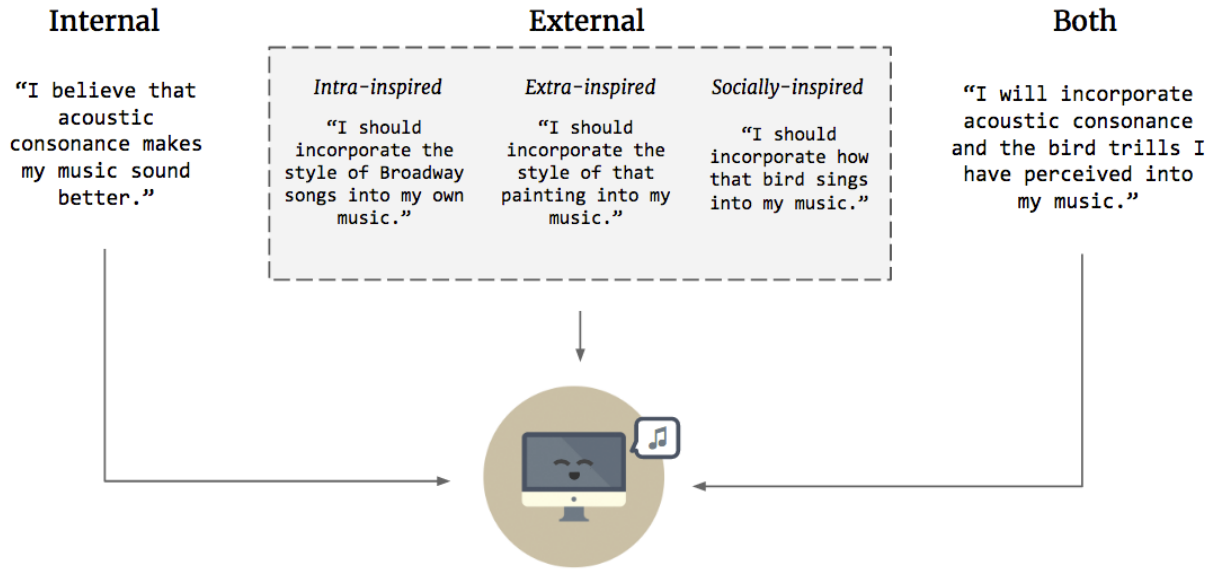 Internal
External
Both
“I believe that
acoustic
consonance makes
my music sound
better.”
Intra-inspired
“I should
incorporate the
style of Broadway
songs into my own
music.”
Extra-inspired
“I should
incorporate the
style of that
painting into my
music.”
Socially-inspired
“I should
incorporate how
that bird sings
into my music.”
“I will incorporate
acoustic consonance
and the bird trills I
have perceived into
my music.”